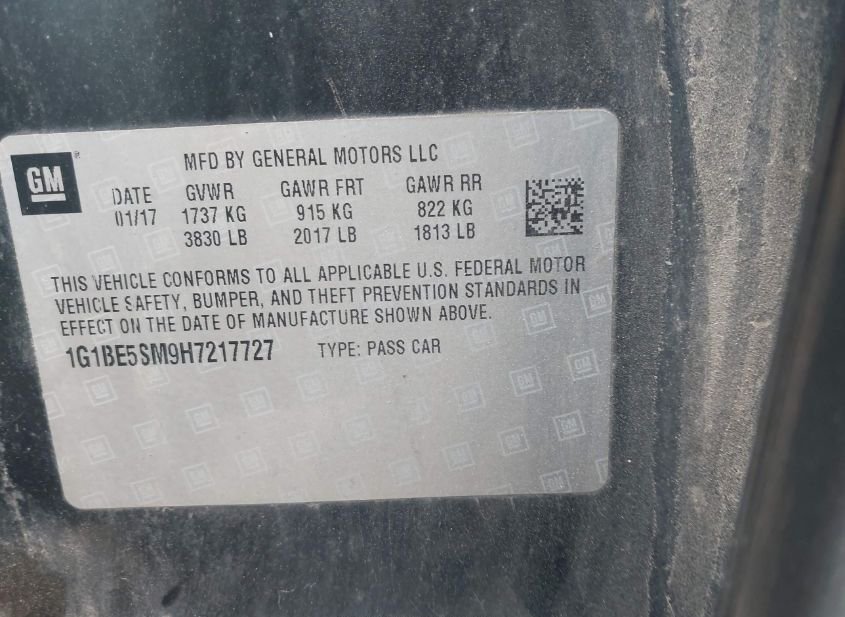 GM
MFD BY GENERAL MOTORS LLC
DATE GVWR GAWR FRT GAWR RR
01/17 1737 KG 915 KG 822 KG
3830 LB 2017 LB 1813 LB
THIS VEHICLE CONFORMS TO ALL APPLICABLE U.S. FEDERAL MOTOR
VEHICLE SAFETY, BUMPER, AND THEFT PREVENTION STANDARDS IN
EFFECT ON THE DATE OF MANUFACTURE SHOWN ABOVE.
1G1BE5SM9H7217727 TYPE: PASS CAR